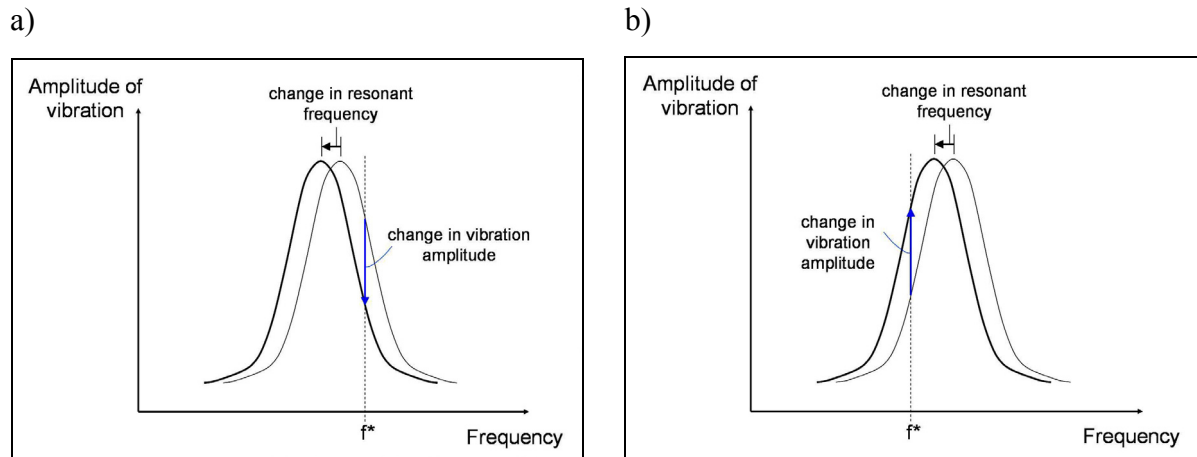 a)
Amplitude of
vibration
change in resonant
frequency
change in vibration
amplitude
f*
Frequency
b)
Amplitude of
vibration
change in resonant
frequency
change in
vibration
amplitude
f*
Frequency